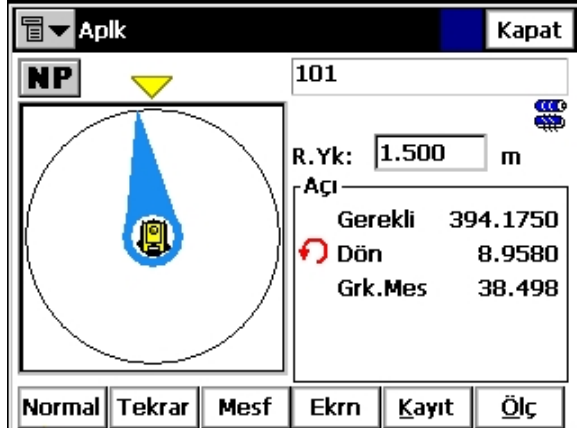 Aplk Kapat
NP 101
R.Yk: 1.500 m
Açı
Gerekli 394.1750
Dön 8.9580
Grk.Mes 38.498
Normal Tekrar Mesf Ekrn Kayıt Ölç